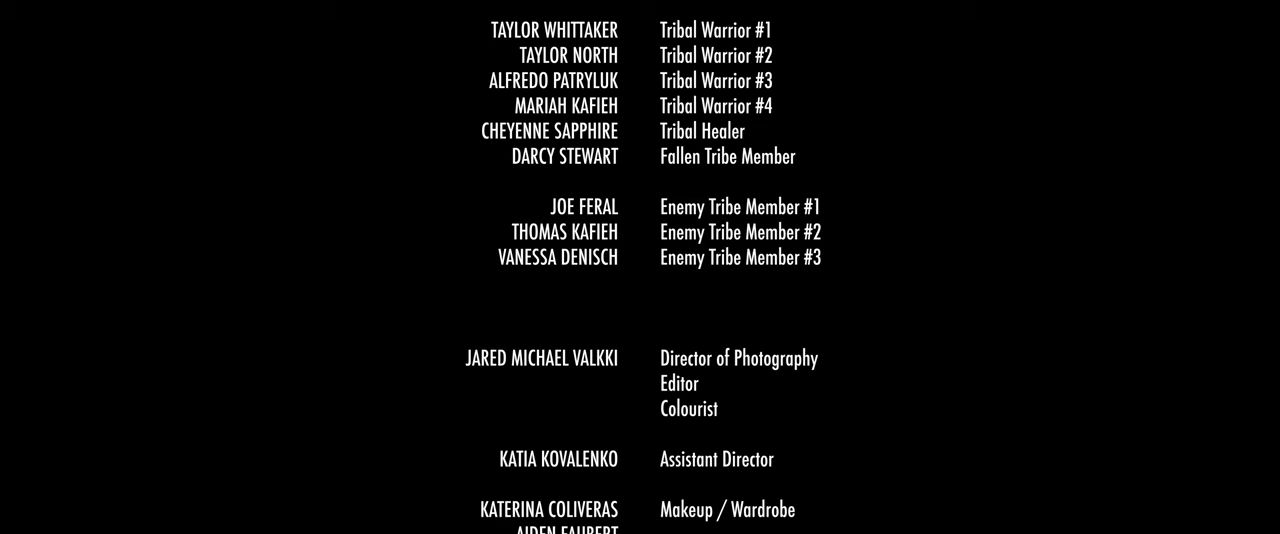 TAYLOR WHITTAKER Tribal Warrior #1
TAYLOR NORTH Tribal Warrior #2
ALFREDO PATRYLUK Tribal Warrior #3
MARIAH KAFIEH Tribal Warrior #4
CHEYENNE SAPPHIRE Tribal Healer
DARCY STEWART Fallen Tribe Member
JOE FERAL Enemy Tribe Member #1
THOMAS KAFIEH Enemy Tribe Member #2
VANESSA DENISCH Enemy Tribe Member #3
JARED MICHAEL VALKKI Director of Photography
Editor
Colourist
KATIA KOVALENKO Assistant Director
KATERINA COLIVERAS Makeup / Wardrobe
AIDEN FAUBERT